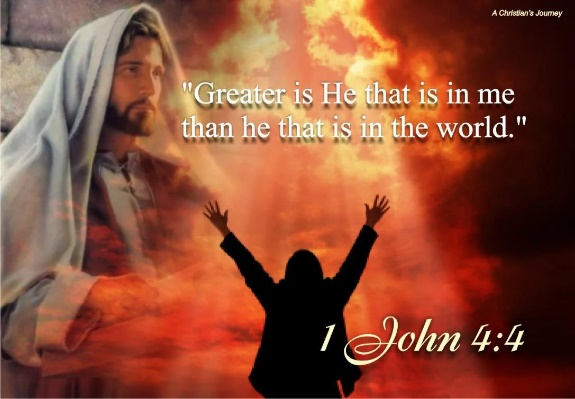 A Christian's Journey
"Greater is He that is in me
than he that is in the world."
1 John 4:4